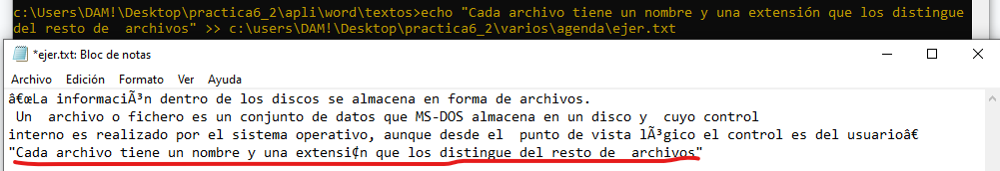 c:\Users\DAM!\Desktop\practica6_2\apli\word\textos>echo "Cada archivo tiene un nombre y una extensión que los distingue
del resto de  archivos" >> c:\users\DAM!\Desktop\practica6_2\varios\agenda\ejer.txt
*ejer.txt: Bloc de notas
Archivo Edición Formato Ver Ayuda
â€œLa informaciÃ³n dentro de los discos se almacena en forma de archivos.
 Un  archivo o fichero es un conjunto de datos que MS-DOS almacena en un disco y  cuyo control
interno es realizado por el sistema operativo, aunque desde el  punto de vista lÃ³gico el control es del usuarioâ€
"Cada archivo tiene un nombre y una extensi¢n que los distingue del resto de  archivos"